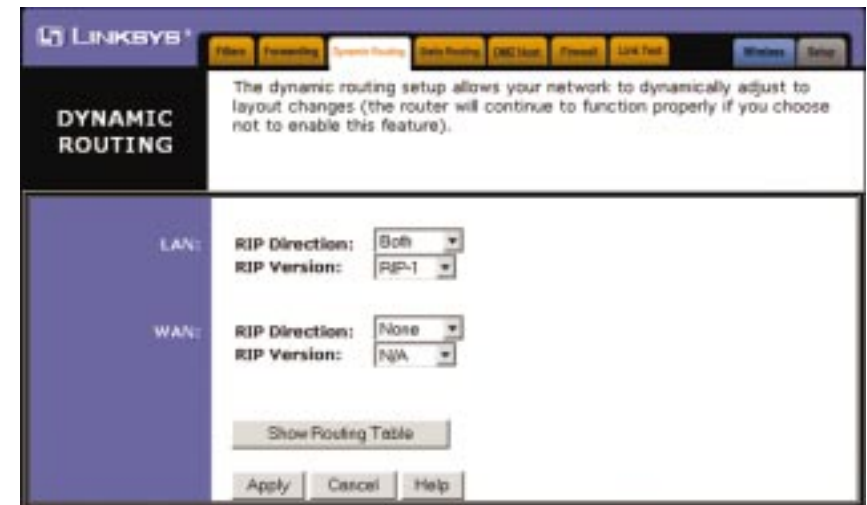 LINKSYS®
Filters Forwarding Dynamic Routing Static Routing DMZ Host Firewall Link Test Wireless Setup
DYNAMIC
ROUTING
The dynamic routing setup allows your network to dynamically adjust to
layout changes (the router will continue to function properly if you choose
not to enable this feature).
LAN:
RIP Direction: Both
RIP Version: RIP-1
WAN:
RIP Direction: None
RIP Version: N/A
Show Routing Table
Apply Cancel Help